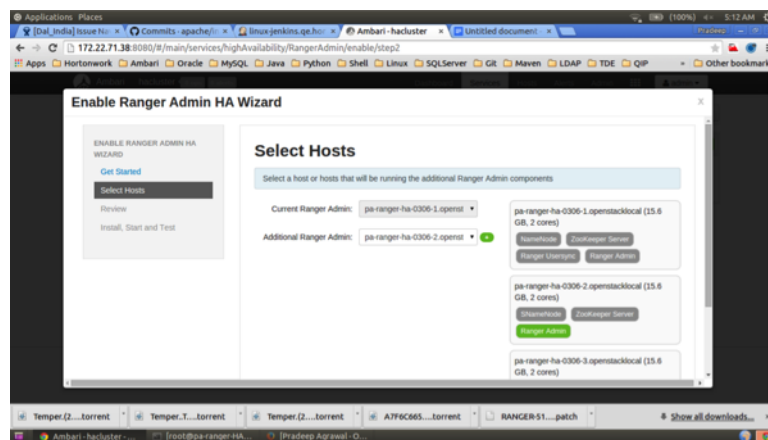 Applications Places
(100%)
5:12 AM
[Dal_India] Issue Na
Commits - apache/
linux-jenkins.qe.hor
Ambari - hacluster
Untitled document
Pradeep
172.22.71.38:8080/#/main/services/highAvailability/RangerAdmin/enable/step2
Apps Hortonwork Ambari Oracle MySQL Java Python Shell Linux SQLServer Git Maven LDAP TDE QIP » Other bookmark
Enable Ranger Admin HA Wizard
X
ENABLE RANGER ADMIN HA
WIZARD
Get Started
Select Hosts
Review
Install, Start and Test
Select Hosts
Select a host or hosts that will be running the additional Ranger Admin components
Current Ranger Admin: pa-ranger-ha-0306-1.openst
Additional Ranger Admin: pa-ranger-ha-0306-2.openst +
pa-ranger-ha-0306-1.openstacklocal (15.6
GB, 2 cores)
NameNode ZooKeeper Server
Ranger Usersync Ranger Admin
pa-ranger-ha-0306-2.openstacklocal (15.6
GB, 2 cores)
SNameNode ZooKeeper Server
Ranger Admin
pa-ranger-ha-0306-3.openstacklocal (15.6
GB, 2 cores)
Temper.(2....torrent
Temper..T....torrent
Temper.(2....torrent
A7F6C665....torrent
RANGER-51....patch
Show all downloads...
Ambari - hacluster -...
[root@pa-ranger-HA...
[Pradeep Agrawal - O...